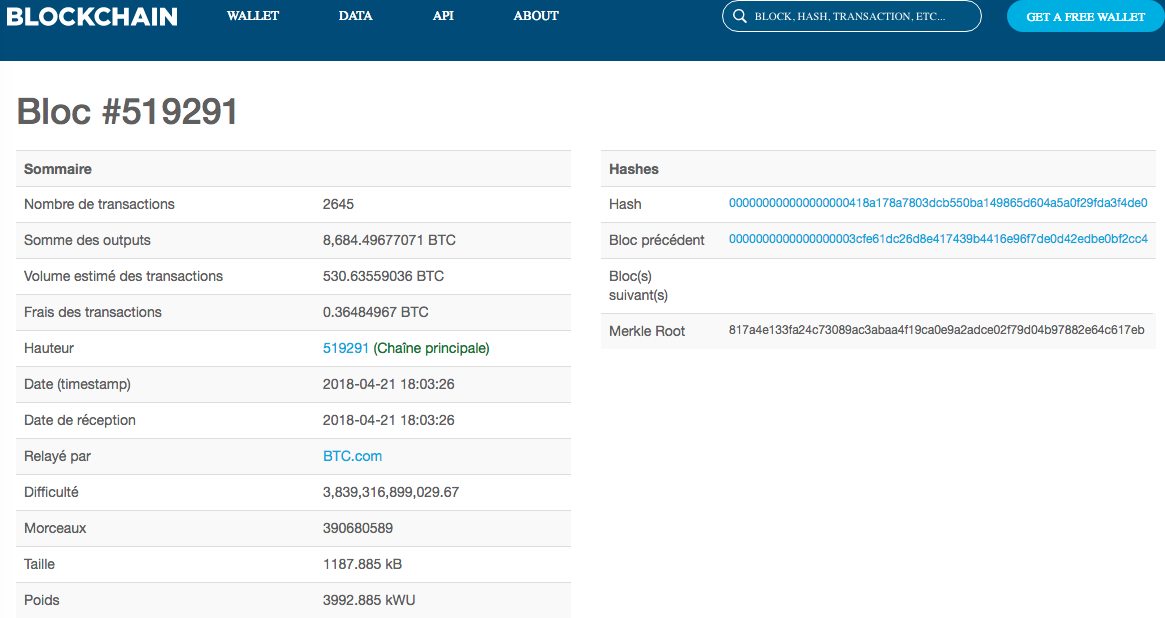 BLOCKCHAIN WALLET DATA API ABOUT BLOCK, HASH, TRANSACTION, ETC... GET A FREE WALLET
Bloc #519291
Sommaire
Nombre de transactions 2645
Somme des outputs 8,684.49677071 BTC
Volume estimé des transactions 530.63559036 BTC
Frais des transactions 0.36484967 BTC
Hauteur 519291 (Chaîne principale)
Date (timestamp) 2018-04-21 18:03:26
Date de réception 2018-04-21 18:03:26
Relayé par BTC.com
Difficulté 3,839,316,899,029.67
Morceaux 390680589
Taille 1187.885 kB
Poids 3992.885 kWU
Hashes
Hash 000000000000000000418a178a7803dcb550ba149865d604a5a0f29fda3f4de0
Bloc précédent 0000000000000000003cfe61dc26d8e417439b4416e96f7de0d42edbe0bf2cc4
Bloc(s)
suivant(s)
Merkle Root 817a4e133fa24c73089ac3abaa4f19ca0e9a2adce02f79d04b97882e64c617eb